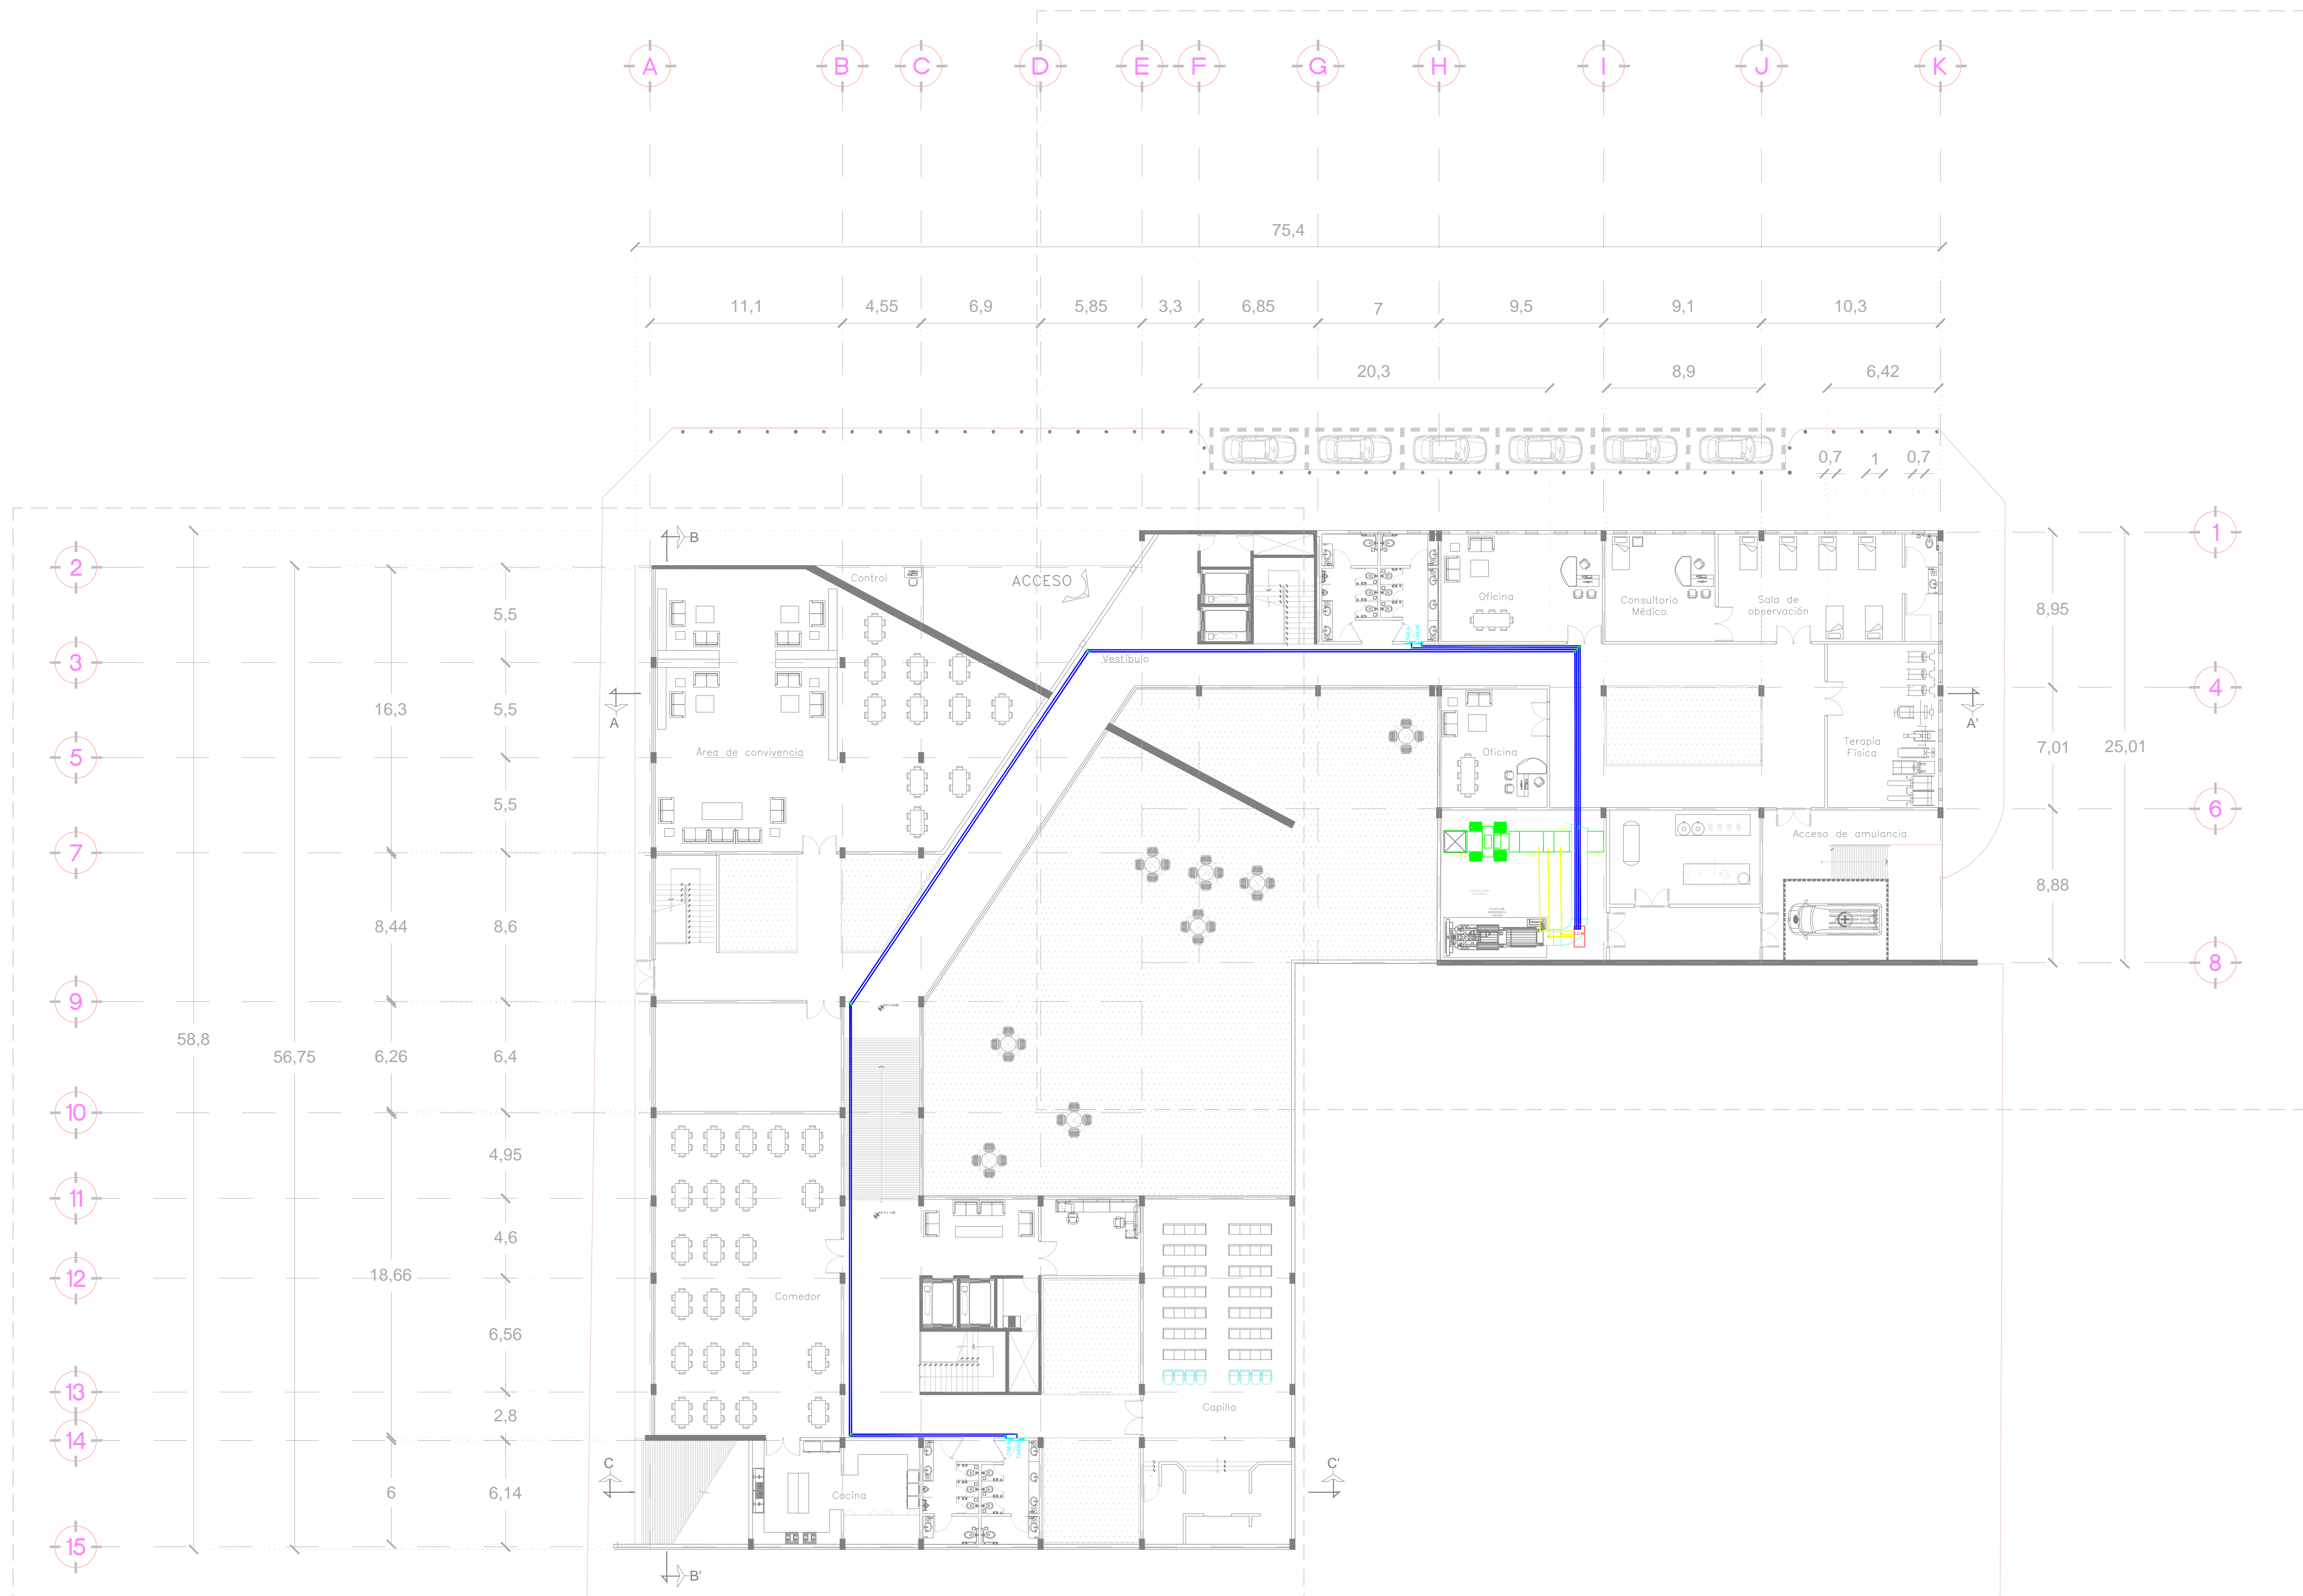 A
B
C
D
E
F
G
H
I
J
K
75,4
11,1
4,55
6,9
5,85
3,3
6,85
7
9,5
9,1
10,3
20,3
8,9
6,42
0,7
1
0,7
B
1
2
Control
ACCESO
Oficina
Consultorio
Médico
Sala de
observación
5,5
8,95
3
Vestíbulo
4
A
A'
16,3
5,5
5
Área de convivencia
Oficina
Terapia
Física
7,01
25,01
5,5
6
Acceso de amulancia
7
8,44
8,6
8,88
8
9
58,8
56,75
6,26
6,4
10
4,95
11
4,6
12
18,66
Comedor
6,56
13
2,8
Capilla
14
C
C'
6
6,14
Cocina
15
B'